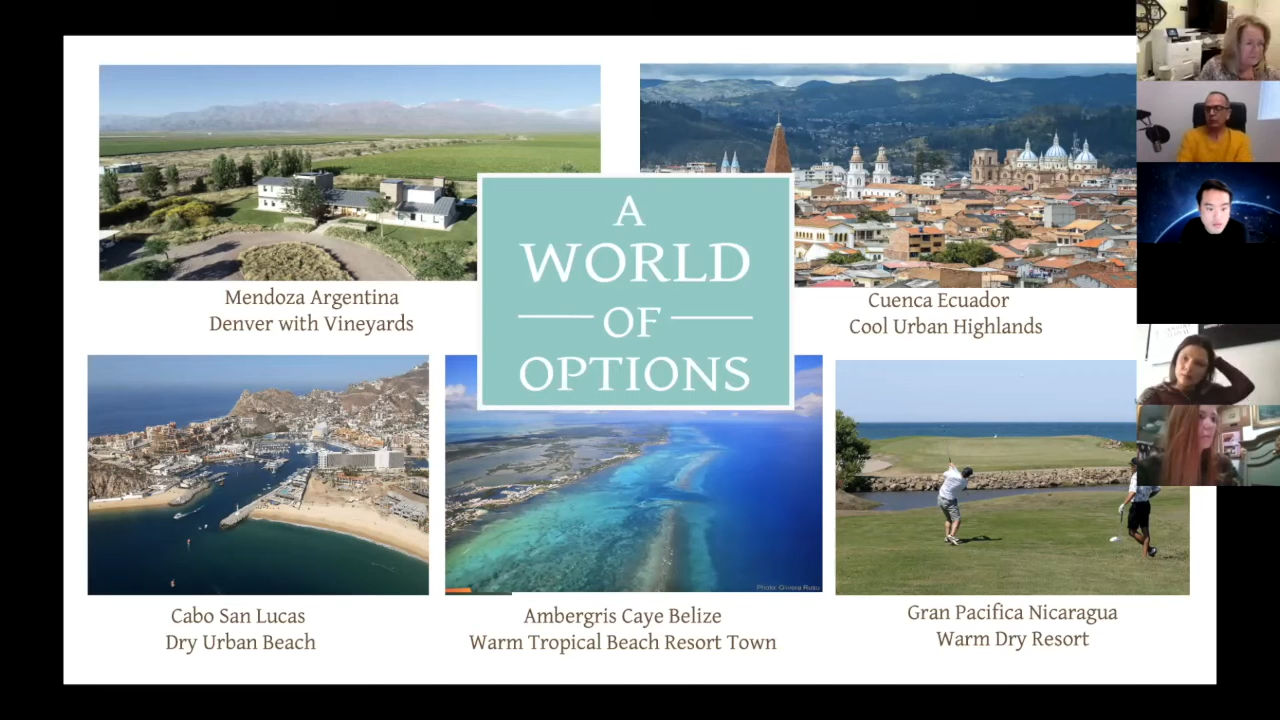 A
WORLD
OF
OPTIONS
Mendoza Argentina
Denver with Vineyards
Cuenca Ecuador
Cool Urban Highlands
Cabo San Lucas
Dry Urban Beach
Ambergris Caye Belize
Warm Tropical Beach Resort Town
Gran Pacifica Nicaragua
Warm Dry Resort